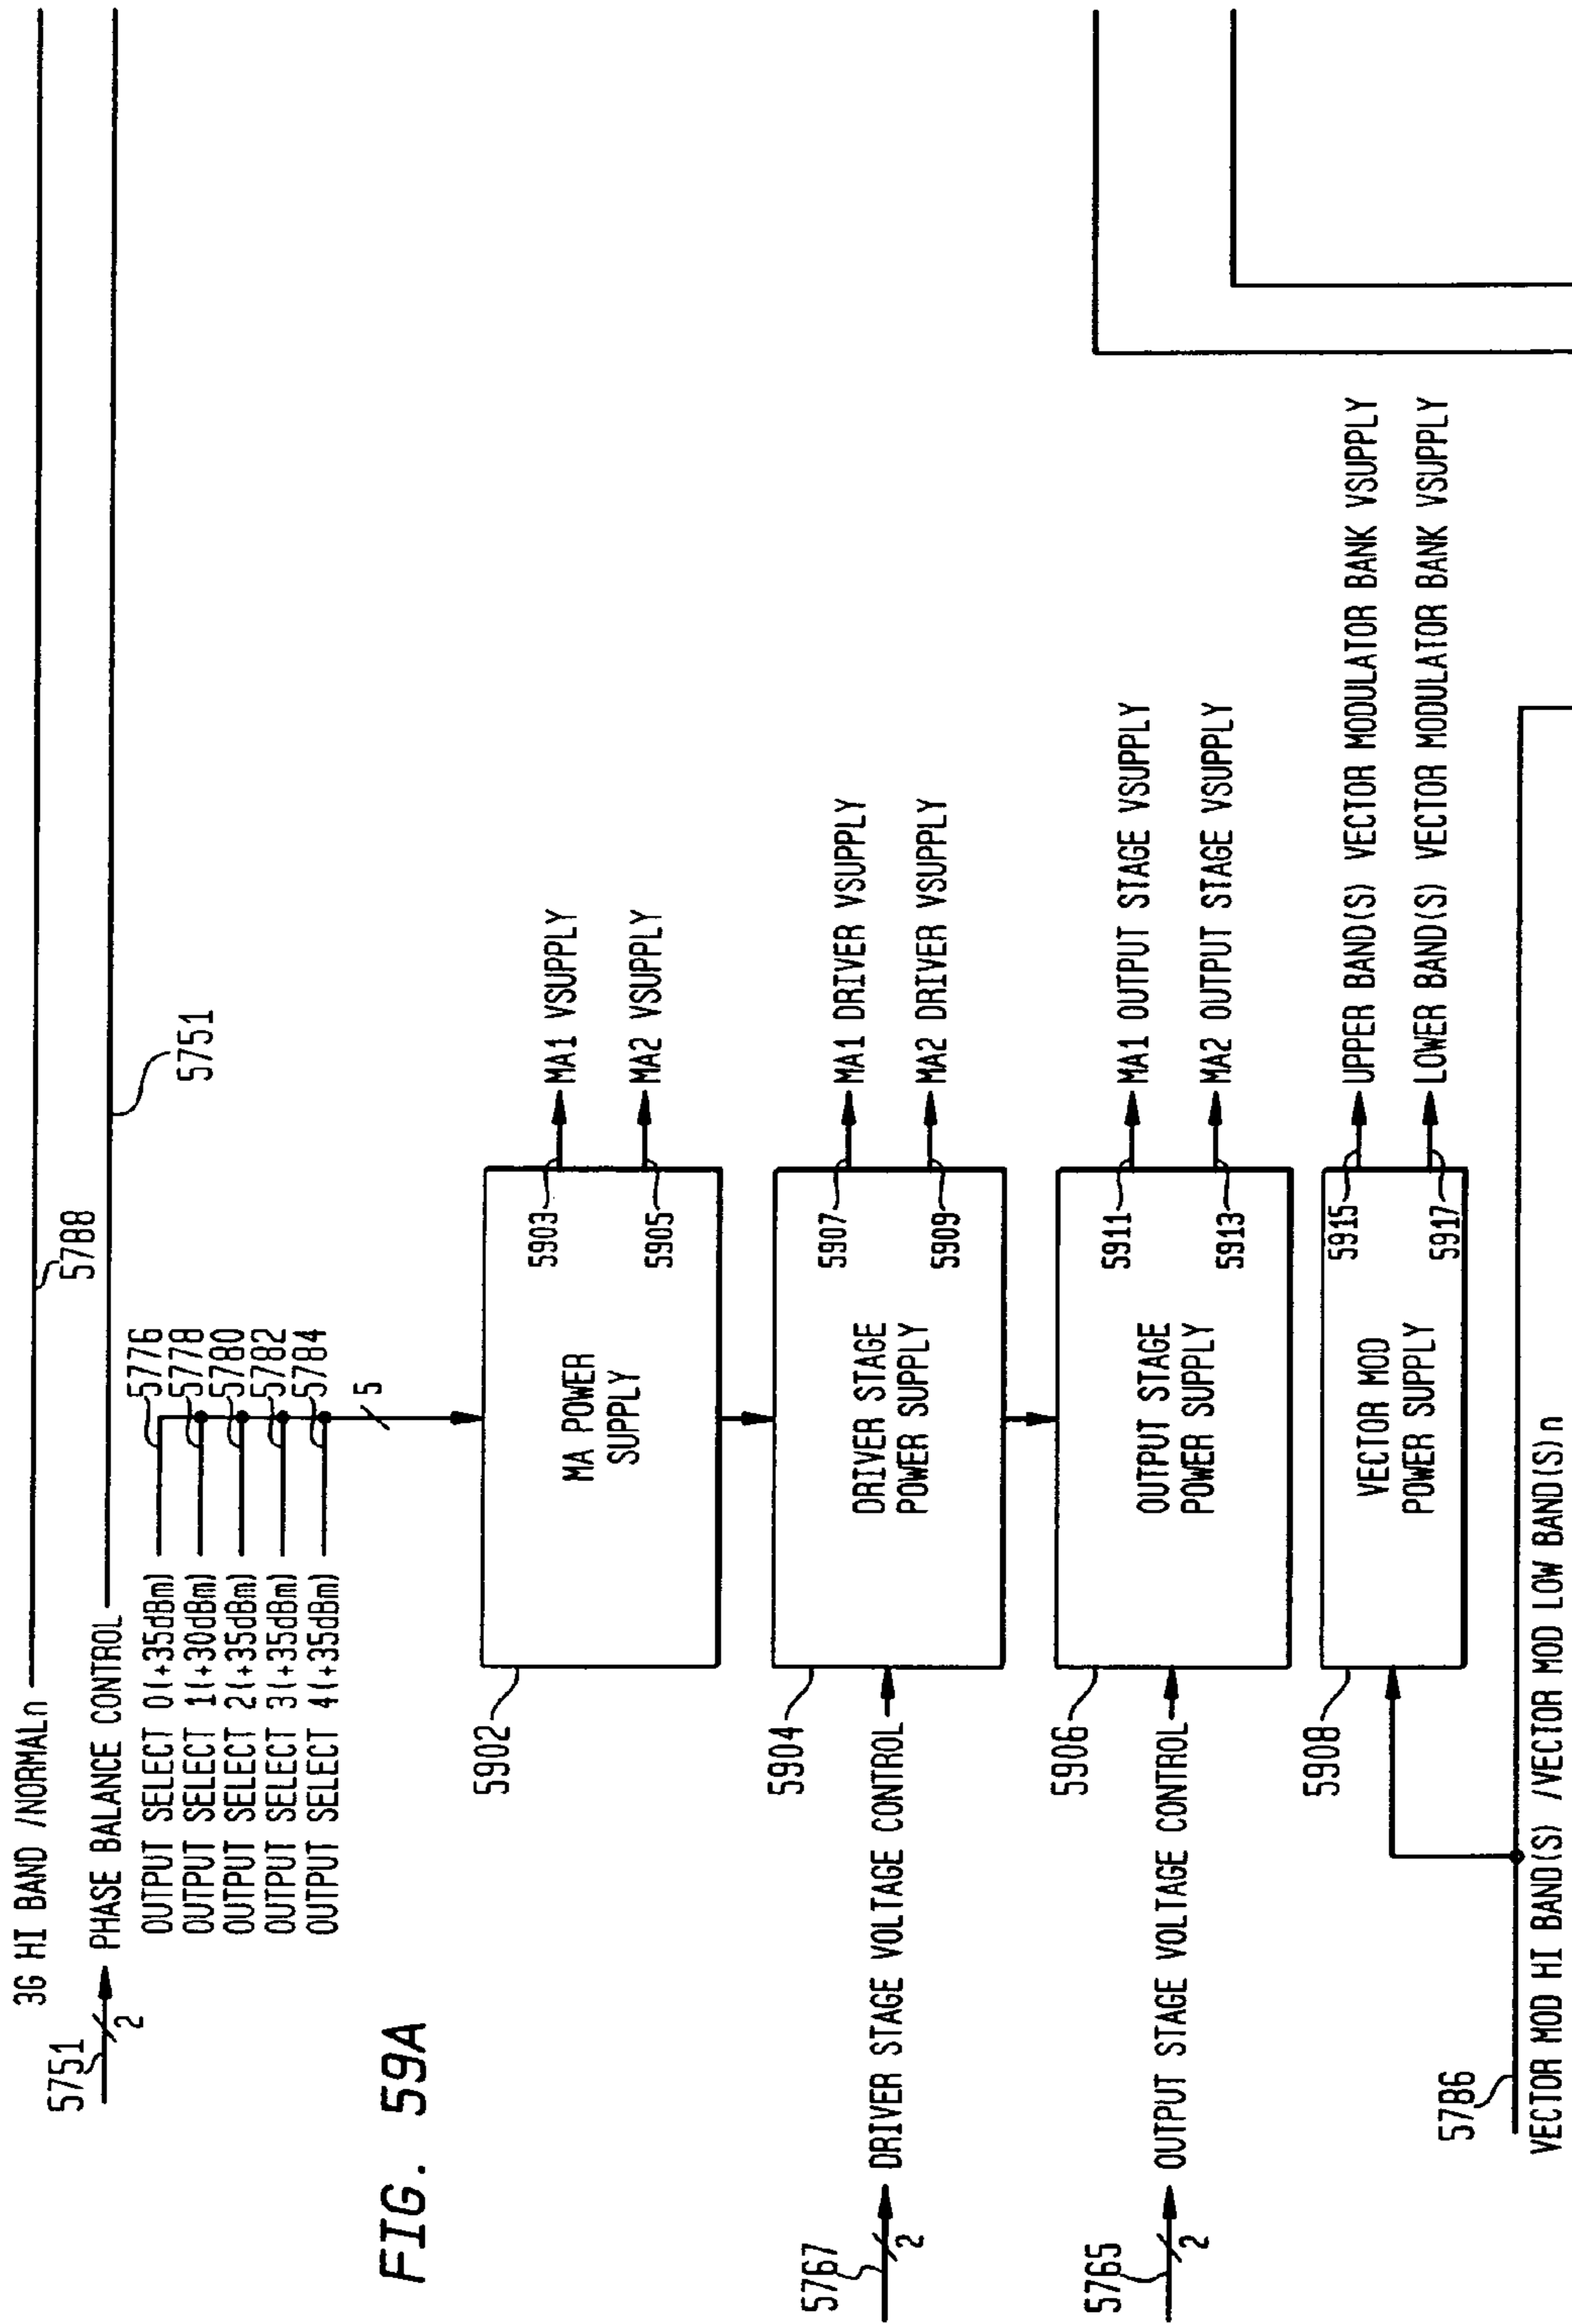 3G HI BAND /NORMALn
5788
5751
2
PHASE BALANCE CONTROL
5751
OUTPUT SELECT 0(+35dBm)
5776
OUTPUT SELECT 1(+30dBm)
5778
OUTPUT SELECT 2(+35dBm)
5780
OUTPUT SELECT 3(+35dBm)
5782
OUTPUT SELECT 4(+35dBm)
5784
5
FIG. 59A
5902
MA POWER
SUPPLY
5903
MA1 VSUPPLY
5905
MA2 VSUPPLY
5767
2
DRIVER STAGE VOLTAGE CONTROL
5904
DRIVER STAGE
POWER SUPPLY
5907
MA1 DRIVER VSUPPLY
5909
MA2 DRIVER VSUPPLY
5765
2
OUTPUT STAGE VOLTAGE CONTROL
5906
OUTPUT STAGE
POWER SUPPLY
5911
MA1 OUTPUT STAGE VSUPPLY
5913
MA2 OUTPUT STAGE VSUPPLY
5908
VECTOR MOD
POWER SUPPLY
5915
UPPER BAND(S) VECTOR MODULATOR BANK VSUPPLY
5917
LOWER BAND(S) VECTOR MODULATOR BANK VSUPPLY
5786
VECTOR MOD HI BAND(S) /VECTOR MOD LOW BAND(S)n